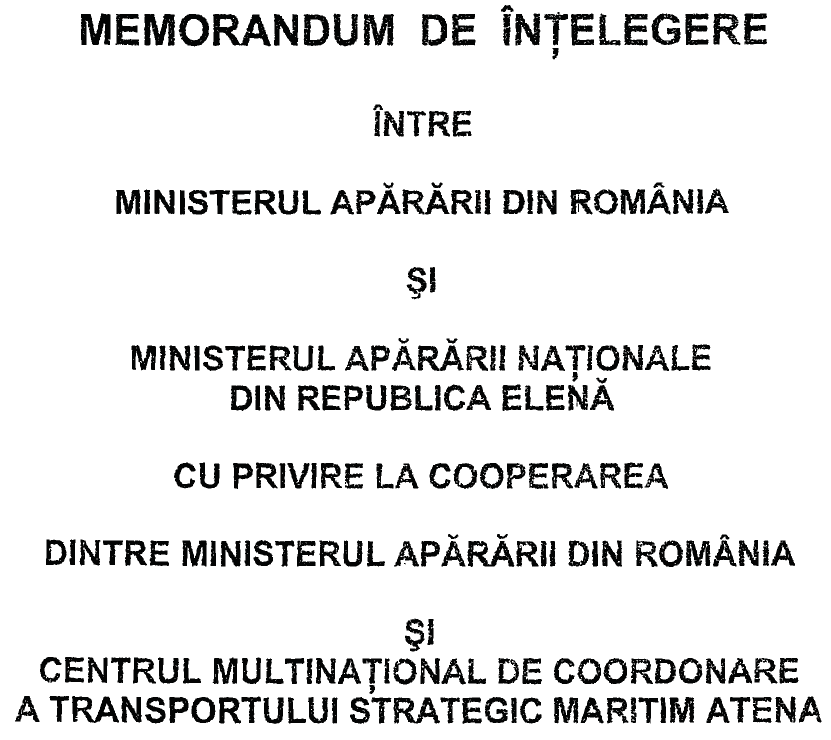 MEMORANDUM DE ÎNȚELEGERE
ÎNTRE
MINISTERUL APĂRĂRII DIN ROMÂNIA
ŞI
MINISTERUL APĂRĂRII NAȚIONALE
DIN REPUBLICA ELENĂ
CU PRIVIRE LA COOPERAREA
DINTRE MINISTERUL APĂRĂRII DIN ROMÂNIA
ŞI
CENTRUL MULTINAȚIONAL DE COORDONARE
A TRANSPORTULUI STRATEGIC MARITIM ATENA